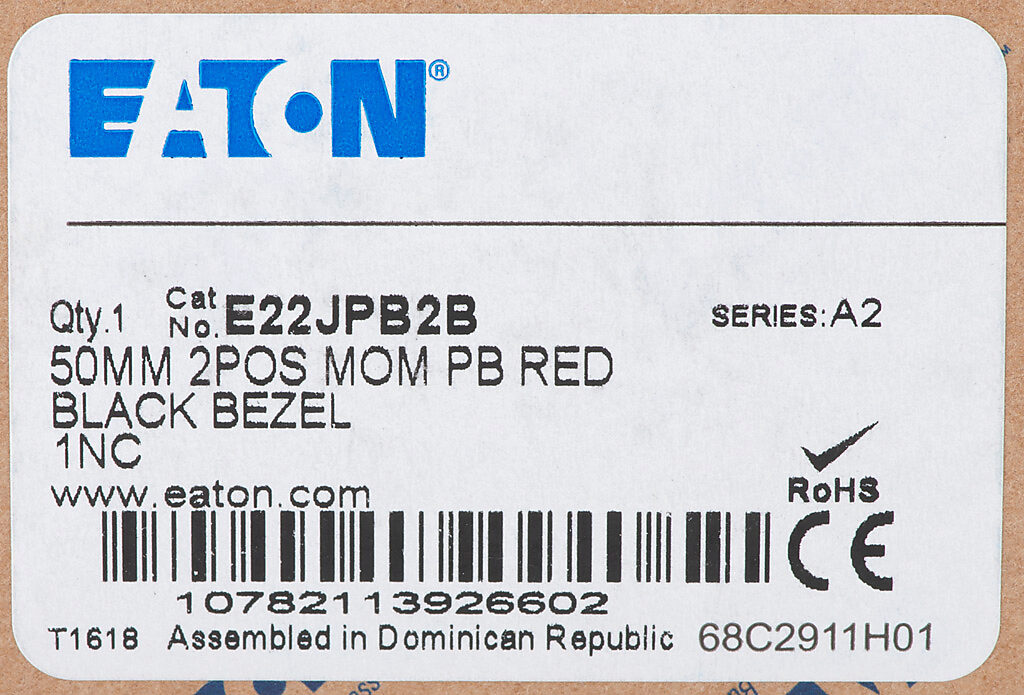 EATON®
Qty.1 Cat No. E22JPB2B SERIES: A2
50MM 2POS MOM PB RED
BLACK BEZEL
1NC
www.eaton.com
RoHS
CE
10782113926602
T1618 Assembled in Dominican Republic 68C2911H01